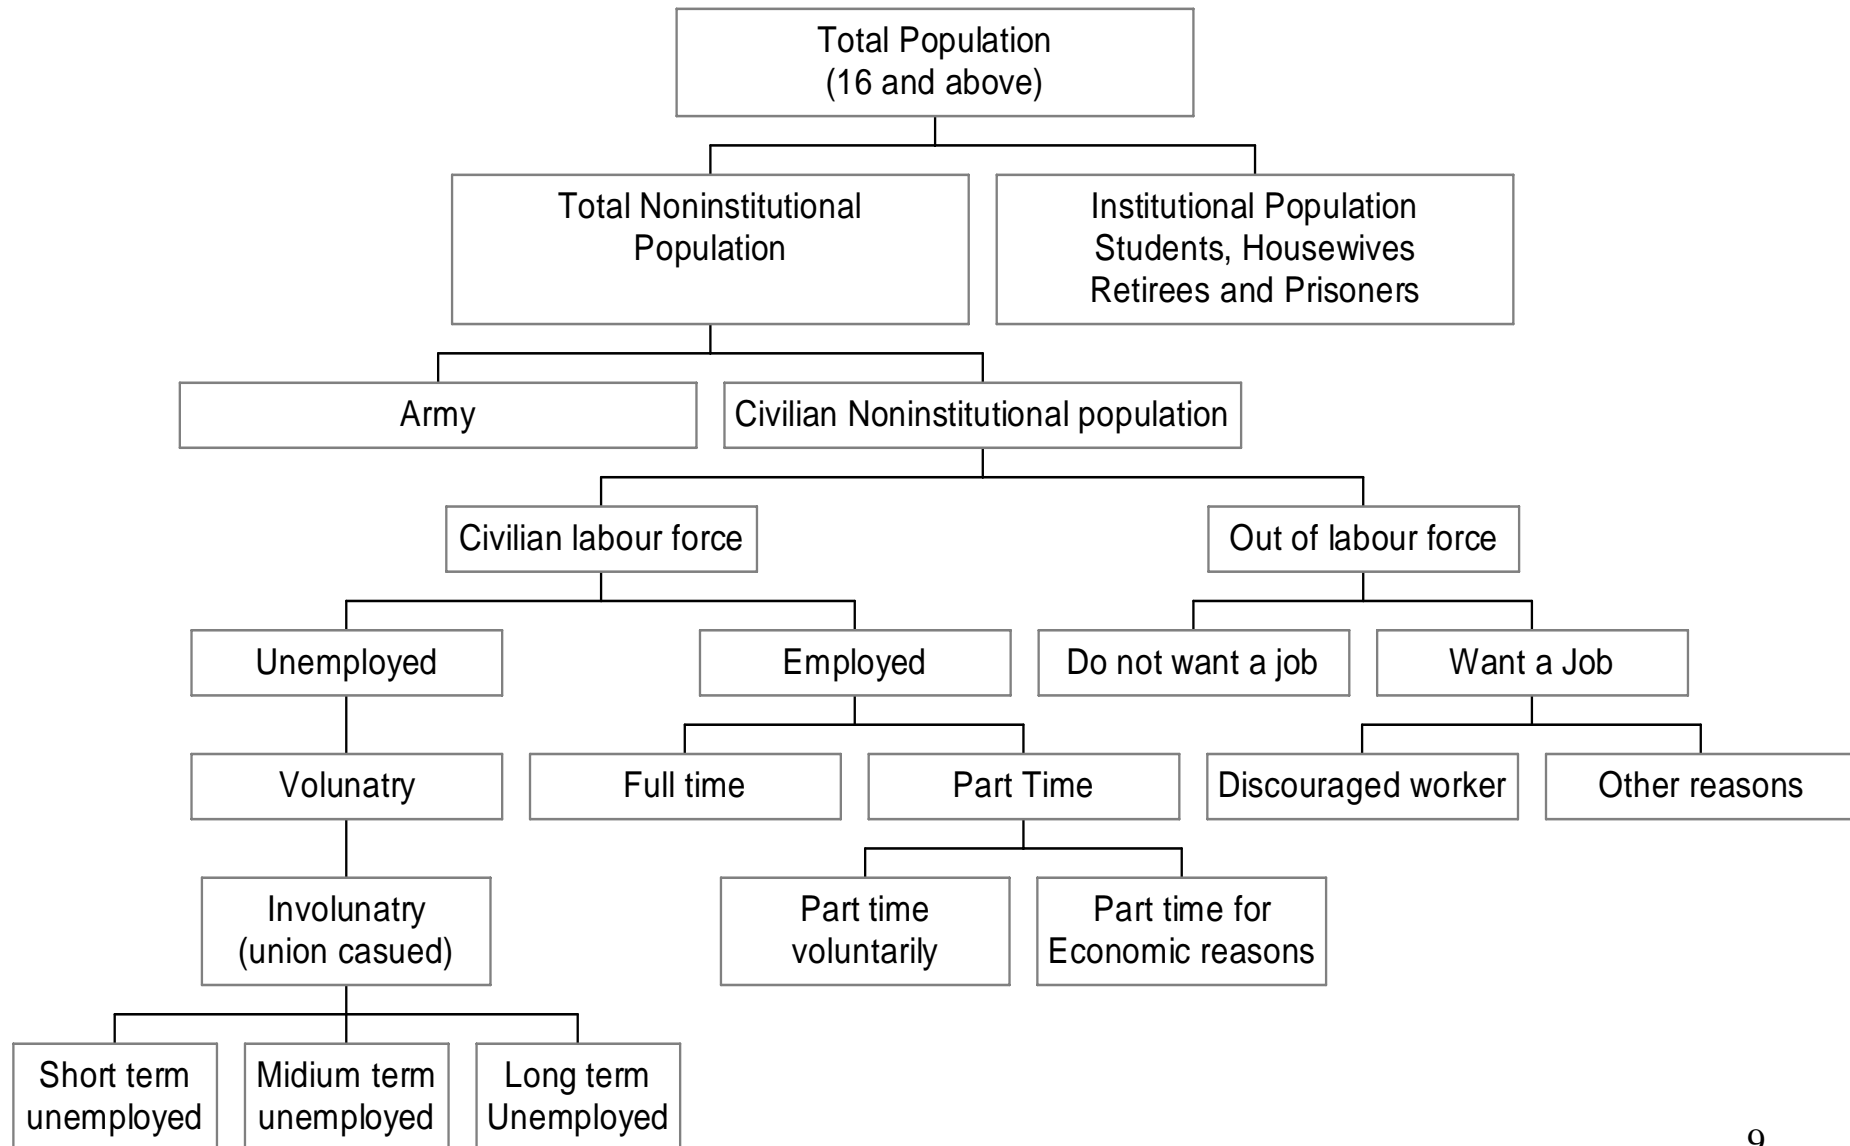 Total Population
(16 and above)
Total Noninstitutional
Population
Institutional Population
Students, Housewives
Retirees and Prisoners
Army
Civilian Noninstitutional population
Civilian labour force
Out of labour force
Unemployed
Employed
Do not want a job
Want a Job
Volunatry
Full time
Part Time
Discouraged worker
Other reasons
Involunatry
(union casued)
Part time
voluntarily
Part time for
Economic reasons
Short term
unemployed
Midium term
unemployed
Long term
Unemployed
9